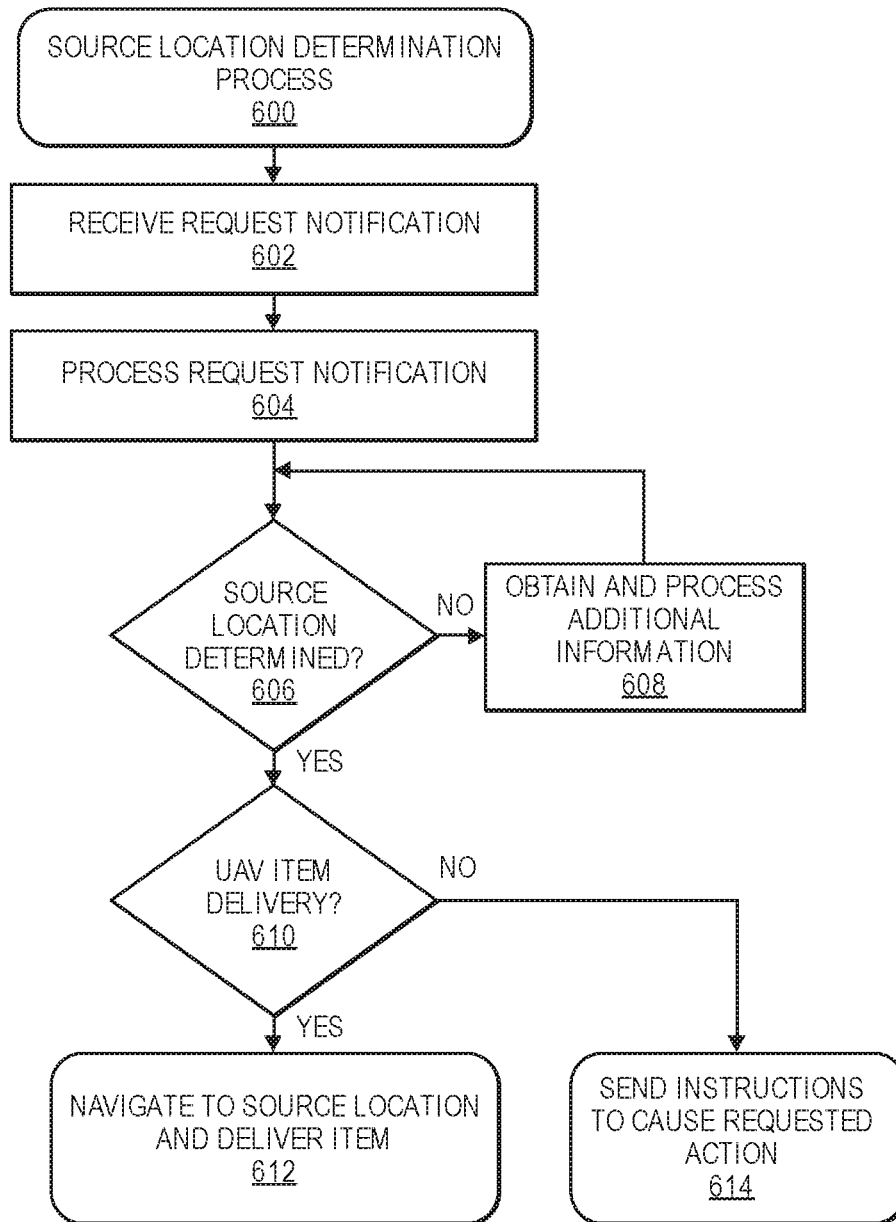 SOURCE LOCATION DETERMINATION
PROCESS
600
RECEIVE REQUEST NOTIFICATION
602
PROCESS REQUEST NOTIFICATION
604
SOURCE
LOCATION
DETERMINED?
606
NO
OBTAIN AND PROCESS
ADDITIONAL
INFORMATION
608
YES
UAV ITEM
DELIVERY?
610
NO
YES
NAVIGATE TO SOURCE LOCATION
AND DELIVER ITEM
612
SEND INSTRUCTIONS
TO CAUSE REQUESTED
ACTION
614